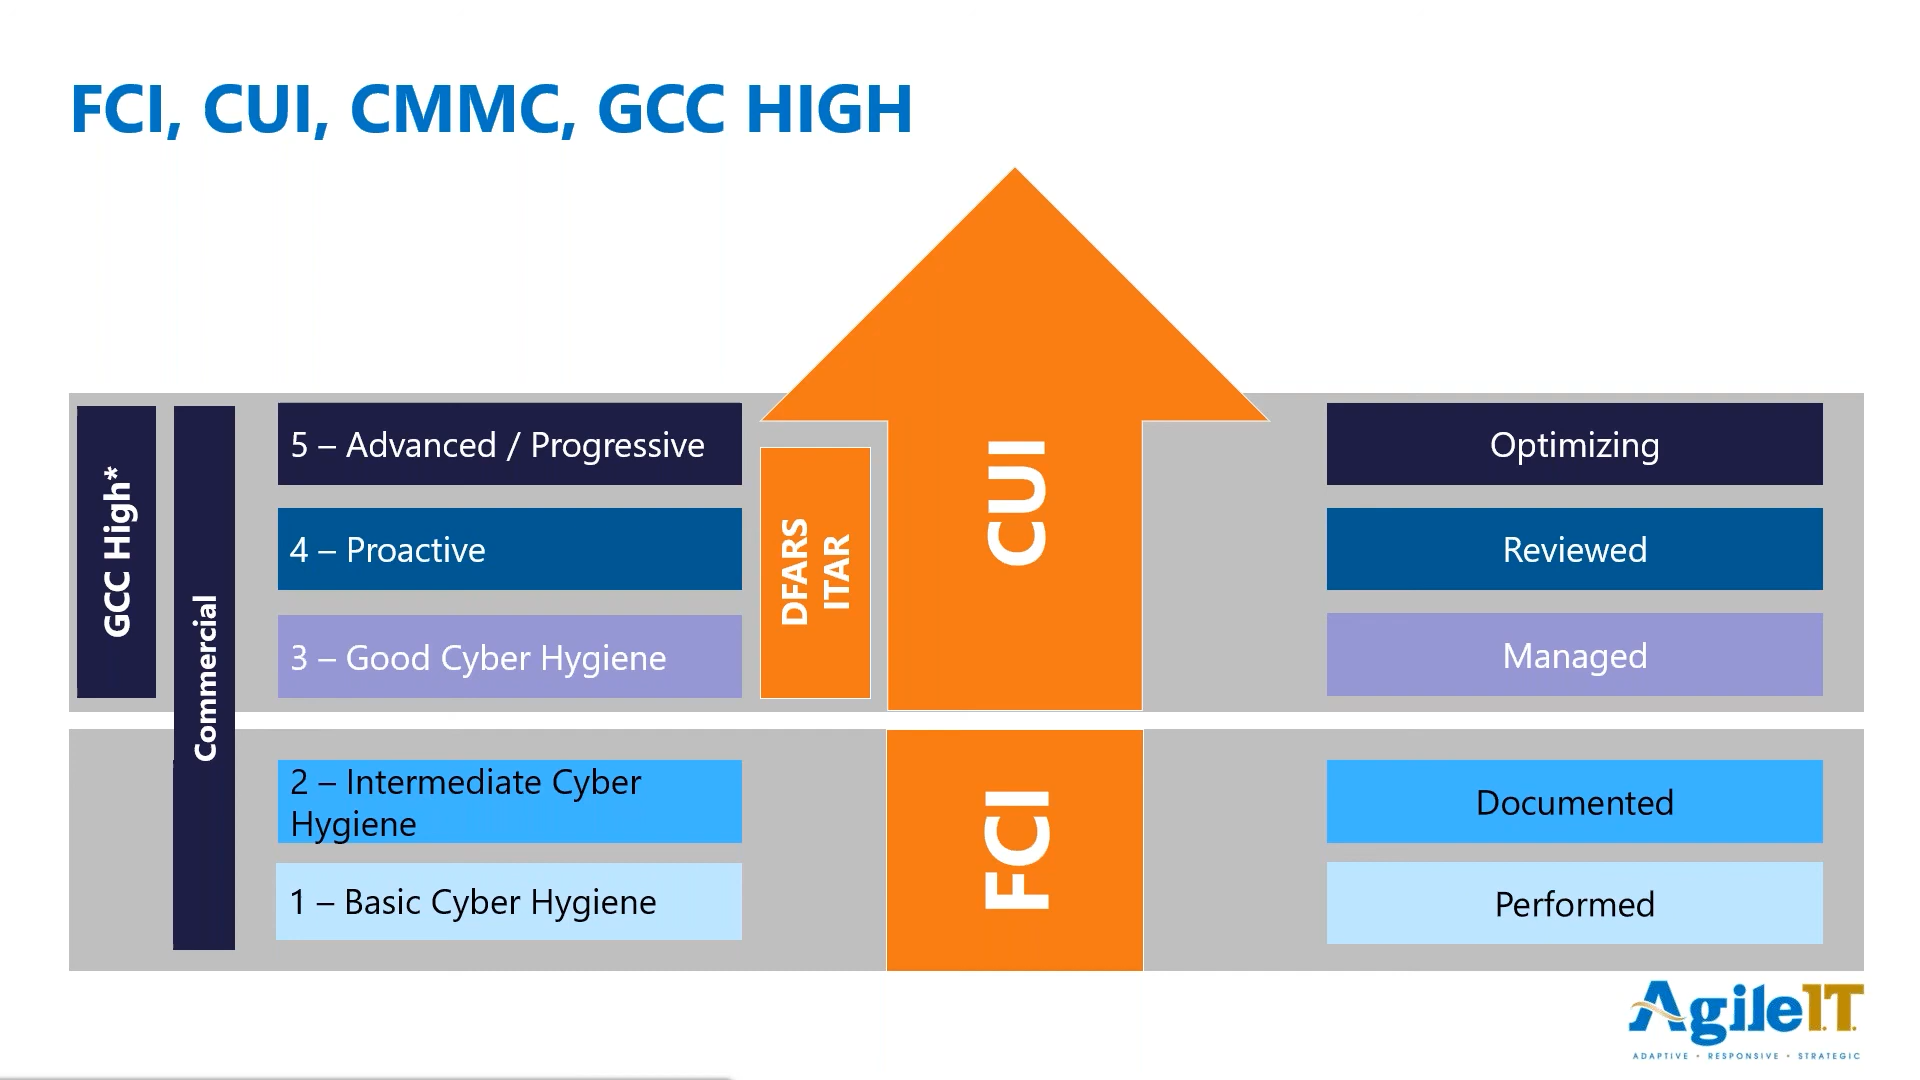 FCI, CUI, CMMC, GCC HIGH
GCC High*
Commercial
5 – Advanced / Progressive
4 – Proactive
3 – Good Cyber Hygiene
DFARS
ITAR
CUI
Optimizing
Reviewed
Managed
2 – Intermediate Cyber
Hygiene
1 – Basic Cyber Hygiene
FCI
Documented
Performed
AgileI.T.
ADAPTIVE • RESPONSIVE • STRATEGIC